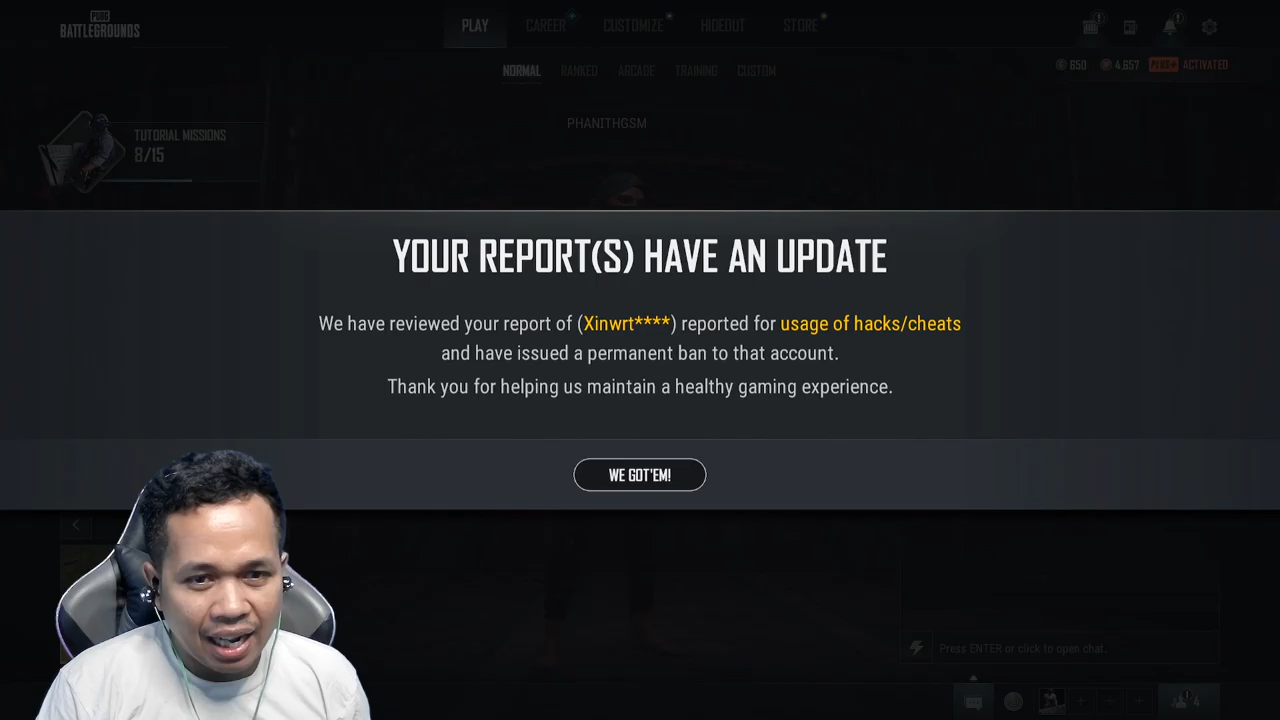 PUBG
BATTLEGROUNDS
PLAY
CAREER
CUSTOMIZE
HIDEOUT
STORE
NORMAL
RANKED
ARCADE
TRAINING
CUSTOM
650
4,657
PLUS+
ACTIVATED
TUTORIAL MISSIONS
8/15
PHANITHGSM
YOUR REPORT(S) HAVE AN UPDATE
We have reviewed your report of (Xinwrt****) reported for usage of hacks/cheats
and have issued a permanent ban to that account.
Thank you for helping us maintain a healthy gaming experience.
WE GOT'EM!
Press ENTER or click to open chat.
4